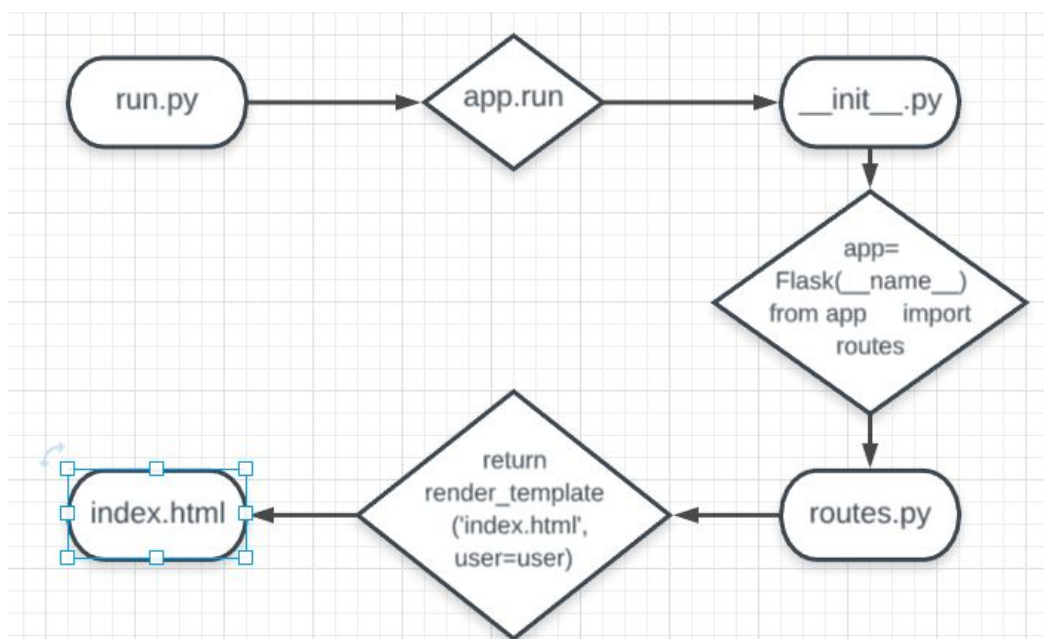 run.py
app.run
__init__.py
app=
Flask(__name__)
from app import
routes
routes.py
return
render_template
('index.html',
user=user)
index.html